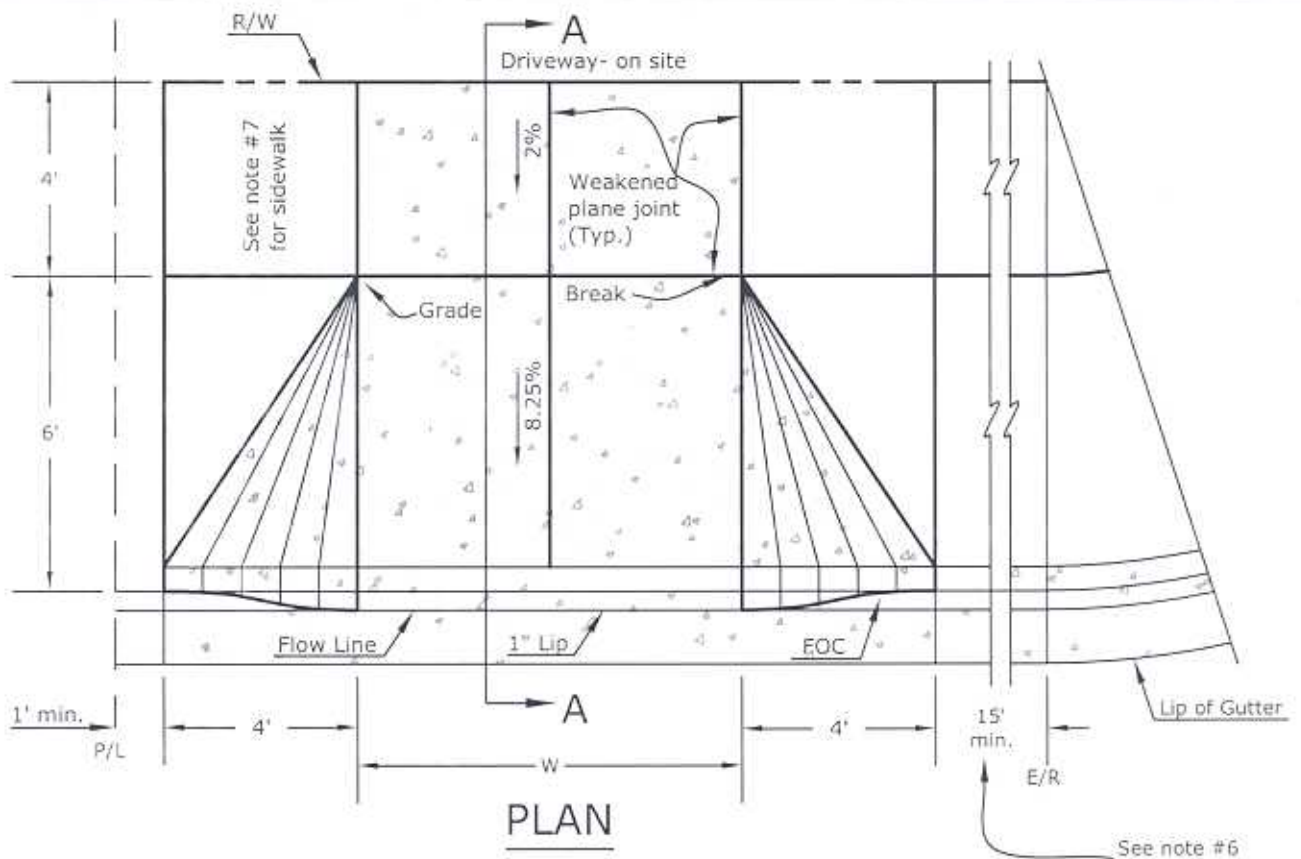 R/W
A
Driveway- on site
4'
See note #7
for sidewalk
2%
Weakened
plane joint
(Typ.)
Grade
Break
6'
8.25%
Flow Line
1" Lip
EOC
A
Lip of Gutter
1' min.
P/L
4'
W
4'
15'
min.
E/R
PLAN
See note #6